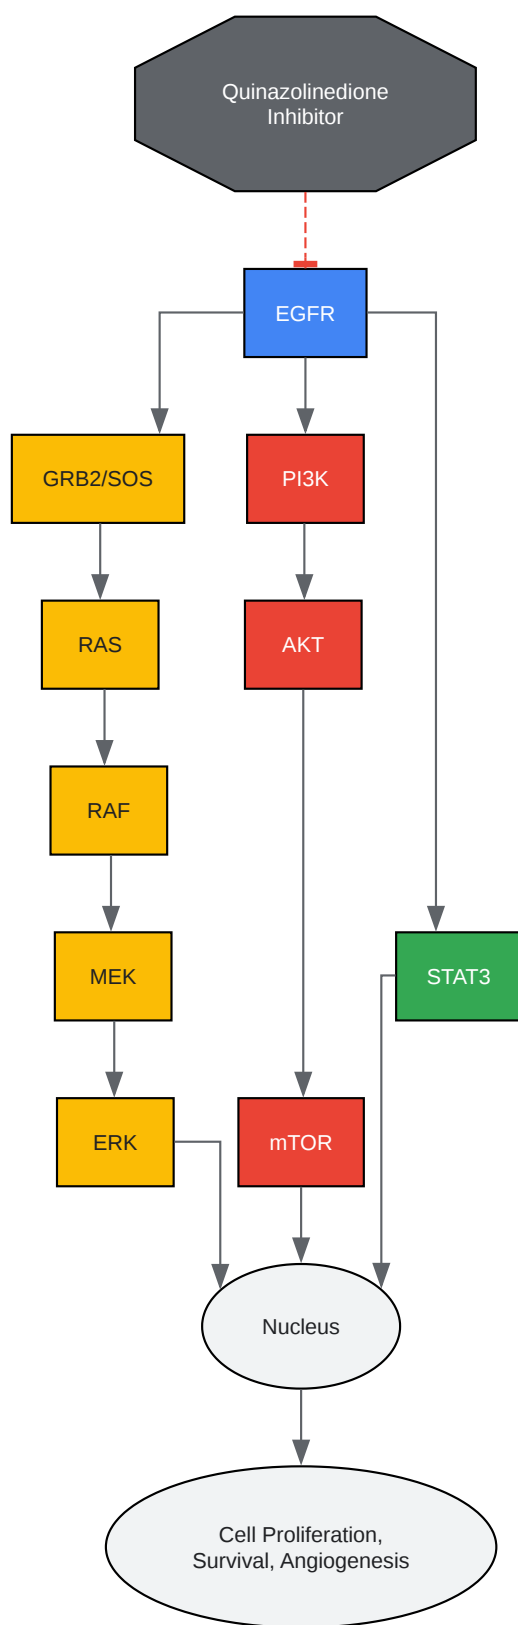 Quinazolinedione
Inhibitor
EGFR
GRB2/SOS
PI3K
RAS
AKT
RAF
MEK
STAT3
ERK
mTOR
Nucleus
Cell Proliferation,
Survival, Angiogenesis